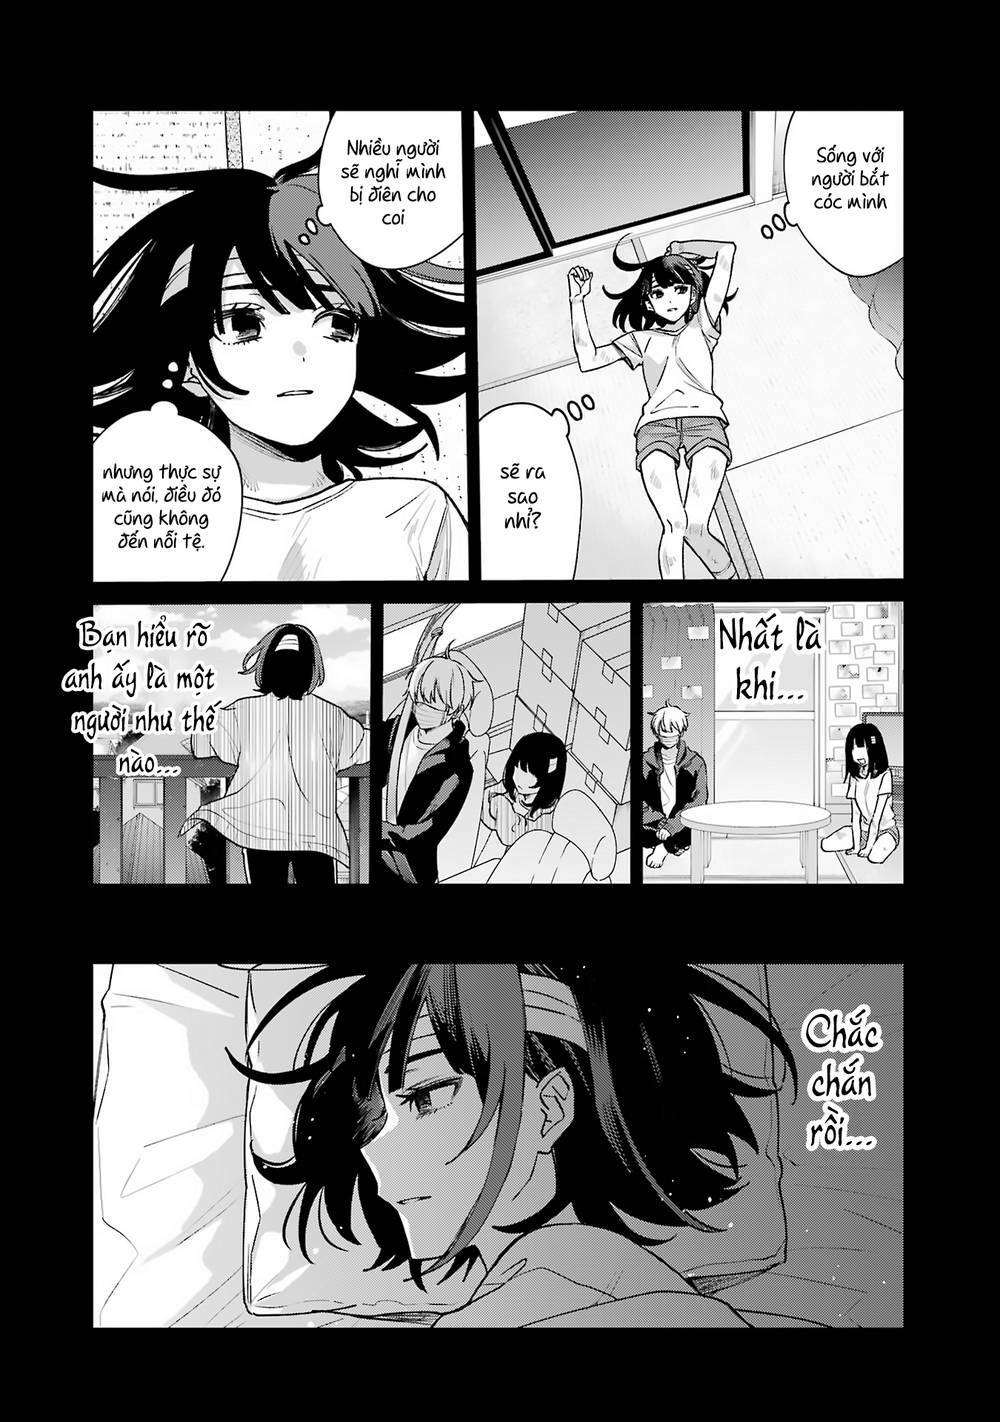 Sống với
người bắt
cóc mình
sẽ ra
sao
nhỉ?
Nhiều người
sẽ nghĩ mình
bị điên cho
coi
nhưng thực sự
mà nói, điều đó
cũng không
đến nỗi tệ.
Nhất là
khi...
Bạn hiểu rõ
anh ấy là một
người như thế
nào...
Chắc
chắn
rồi...